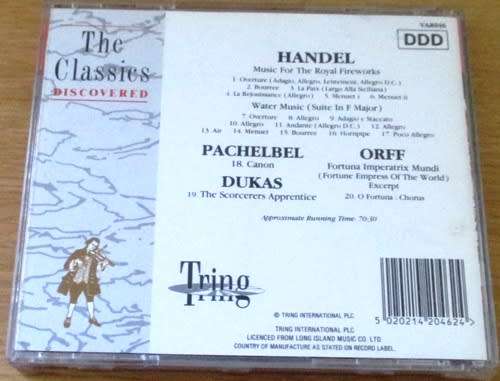 The
Classics
DISCOVERED
VAR046
DDD
HANDEL
Music For The Royal Fireworks
1 Overture (Adagio, Allegro, Lentement, Allegro D.C.)
2 Bourree 3 La Paix (Largo Alla Siciliana)
4 La Rejouissance (Allegro) 5 Menuet i 6 Menuet ii
Water Music (Suite In F Major)
7 Overture 8 Allegro 9 Adagio e Staccato
10 Allegro 11 Andante (Allegro D.C.) 12 Allegro
13 Air 14 Menuet 15 Bourree 16 Hornpipe 17 Poco Allegro
PACHELBEL
18. Canon
DUKAS
19 The Scorcerers Apprentice
ORFF
Fortuna Imperatrix Mundi
(Fortune Empress Of The World)
Excerpt
20 O Fortuna : Chorus
Approximate Running Time 70:30
Tring
Tring
© TRING INTERNATIONAL PLC
TRING INTERNATIONAL PLC
LICENCED FROM LONG ISLAND MUSIC CO. LTD.
COUNTRY OF MANUFACTURE AS STATED ON RECORD LABEL.
5 020214 204624 >